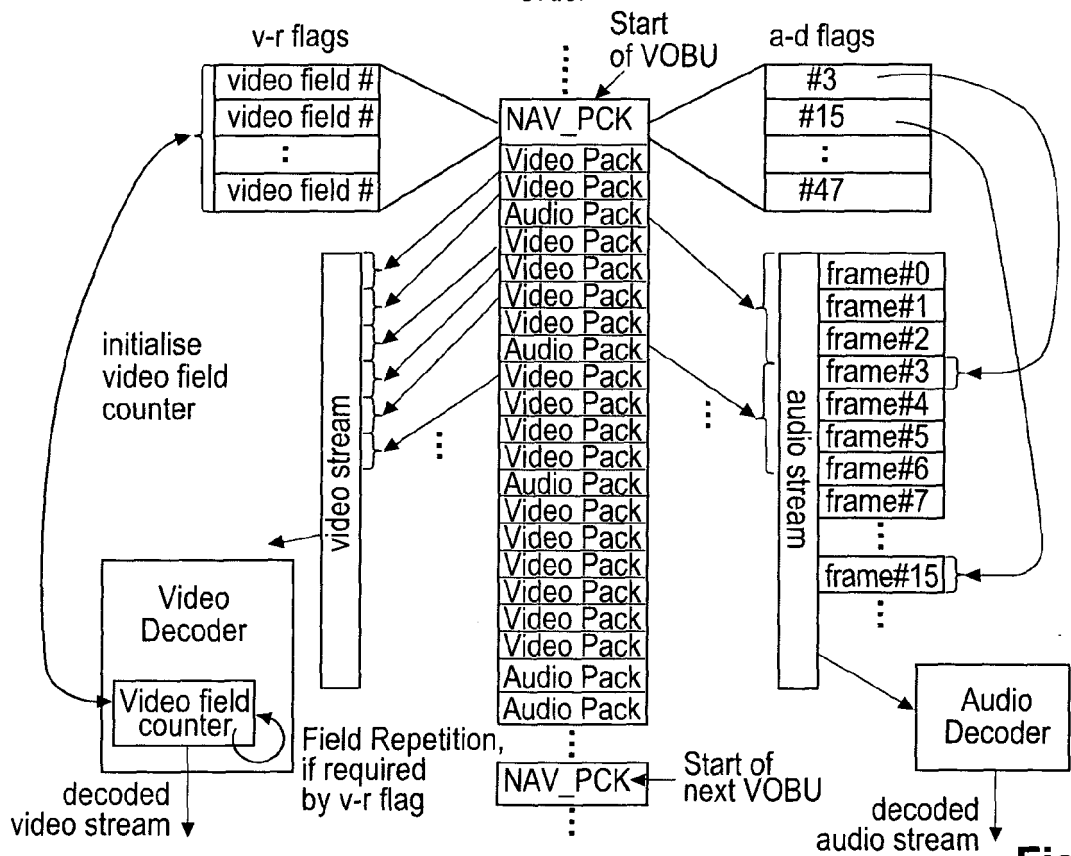 Start
of VOBU
v-r flags
a-d flags
video field #
video field #
video field #
#3
#15
#47
NAV_PCK
Video Pack
Video Pack
Audio Pack
Video Pack
Video Pack
Video Pack
Video Pack
Audio Pack
Video Pack
Video Pack
Video Pack
Video Pack
Audio Pack
Video Pack
Video Pack
Video Pack
Video Pack
Video Pack
Video Pack
Audio Pack
Audio Pack
NAV_PCK
Start of
next VOBU
initialise
video field
counter
video stream
Video
Decoder
Video field
counter
Field Repetition,
if required
by v-r flag
decoded
video stream
audio stream
frame#0
frame#1
frame#2
frame#3
frame#4
frame#5
frame#6
frame#7
frame#15
Audio
Decoder
decoded
audio stream